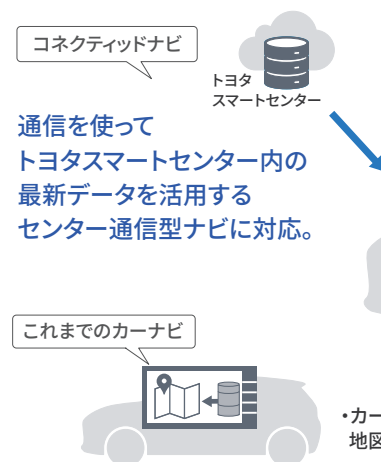 コネクティッドナビ
トヨタ
スマートセンター
通信を使って
トヨタスマートセンター内の
最新データを活用する
センター通信型ナビに対応。
これまでのカーナビ
・カー
地図